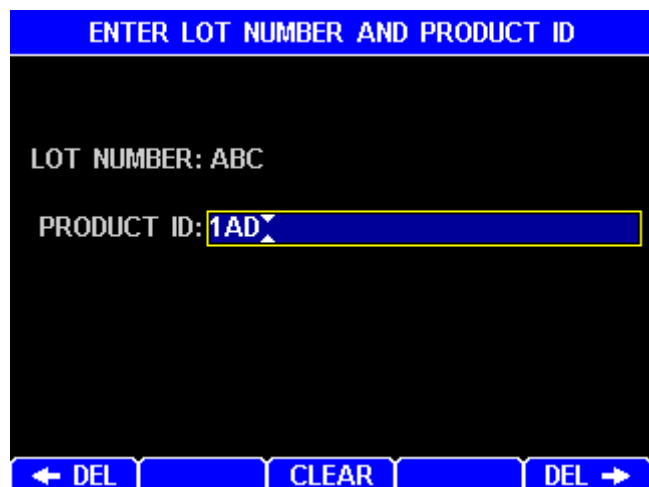 ENTER LOT NUMBER AND PRODUCT ID
LOT NUMBER: ABC
PRODUCT ID: 1AD
← DEL CLEAR DEL →